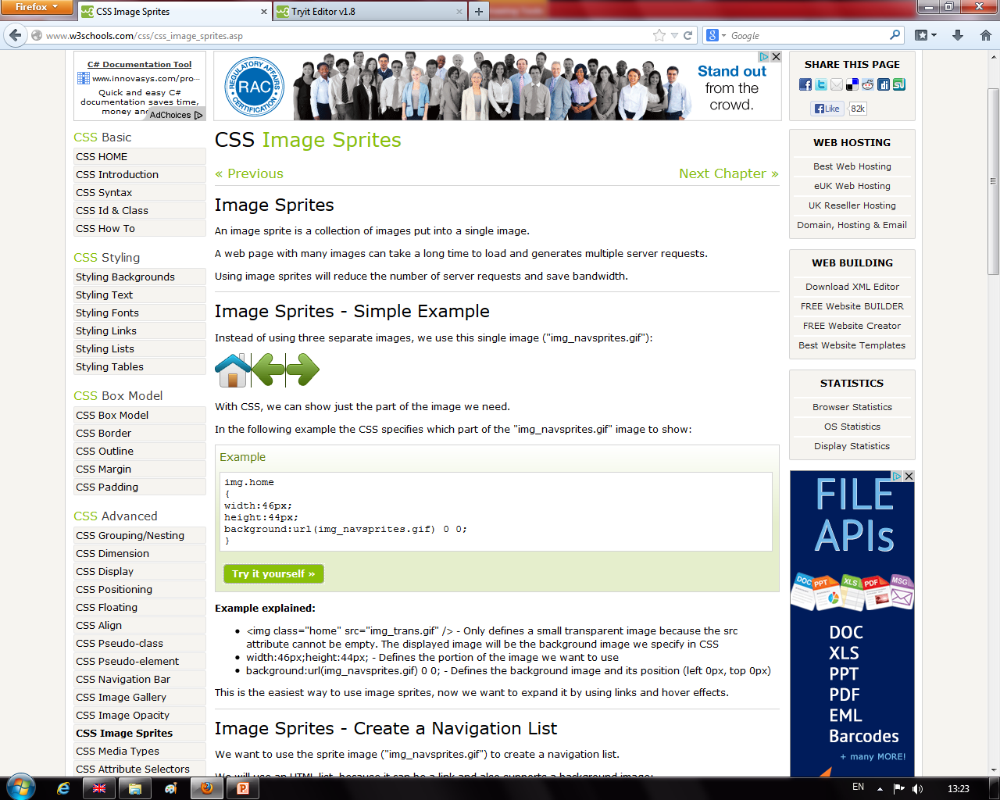 Firefox
CSS Image Sprites
Tryit Editor v1.8
www.w3schools.com/css/css_image_sprites.asp
Google
C# Documentation Tool
www.innovasys.com/pro...
Quick and easy C#
documentation saves time,
money an
AdChoices
REGULATORY AFFAIRS
RAC
CERTIFICATION
Stand out
from the
crowd.
SHARE THIS PAGE
Like
82k
CSS Basic
CSS HOME
CSS Introduction
CSS Syntax
CSS Id & Class
CSS How To
CSS Styling
Styling Backgrounds
Styling Text
Styling Fonts
Styling Links
Styling Lists
Styling Tables
CSS Box Model
CSS Box Model
CSS Border
CSS Outline
CSS Margin
CSS Padding
CSS Advanced
CSS Grouping/Nesting
CSS Dimension
CSS Display
CSS Positioning
CSS Floating
CSS Align
CSS Pseudo-class
CSS Pseudo-element
CSS Navigation Bar
CSS Image Gallery
CSS Image Opacity
CSS Image Sprites
CSS Media Types
CSS Attribute Selectors
CSS Image Sprites
« Previous
Next Chapter »
Image Sprites
An image sprite is a collection of images put into a single image.
A web page with many images can take a long time to load and generates multiple server requests.
Using image sprites will reduce the number of server requests and save bandwidth.
Image Sprites - Simple Example
Instead of using three separate images, we use this single image ("img_navsprites.gif"):
With CSS, we can show just the part of the image we need.
In the following example the CSS specifies which part of the "img_navsprites.gif" image to show:
Example
img.home
{
width:46px;
height:44px;
background:url(img_navsprites.gif) 0 0;
}
Try it yourself »
Example explained:
• <img class="home" src="img_trans.gif" /> - Only defines a small transparent image because the src
attribute cannot be empty. The displayed image will be the background image we specify in CSS
• width:46px;height:44px; - Defines the portion of the image we want to use
• background:url(img_navsprites.gif) 0 0; - Defines the background image and its position (left 0px, top 0px)
This is the easiest way to use image sprites, now we want to expand it by using links and hover effects.
Image Sprites - Create a Navigation List
We want to use the sprite image ("img_navsprites.gif") to create a navigation list.
We will use an HTML list, because it can be a link and also supports a background image:
WEB HOSTING
Best Web Hosting
eUK Web Hosting
UK Reseller Hosting
Domain, Hosting & Email
WEB BUILDING
Download XML Editor
FREE Website BUILDER
FREE Website Creator
Best Website Templates
STATISTICS
Browser Statistics
OS Statistics
Display Statistics
FILE
APIs
DOC PPT XLS PDF MSG
DOC
XLS
PPT
PDF
EML
Barcodes
+ many MORE!
EN
13:23